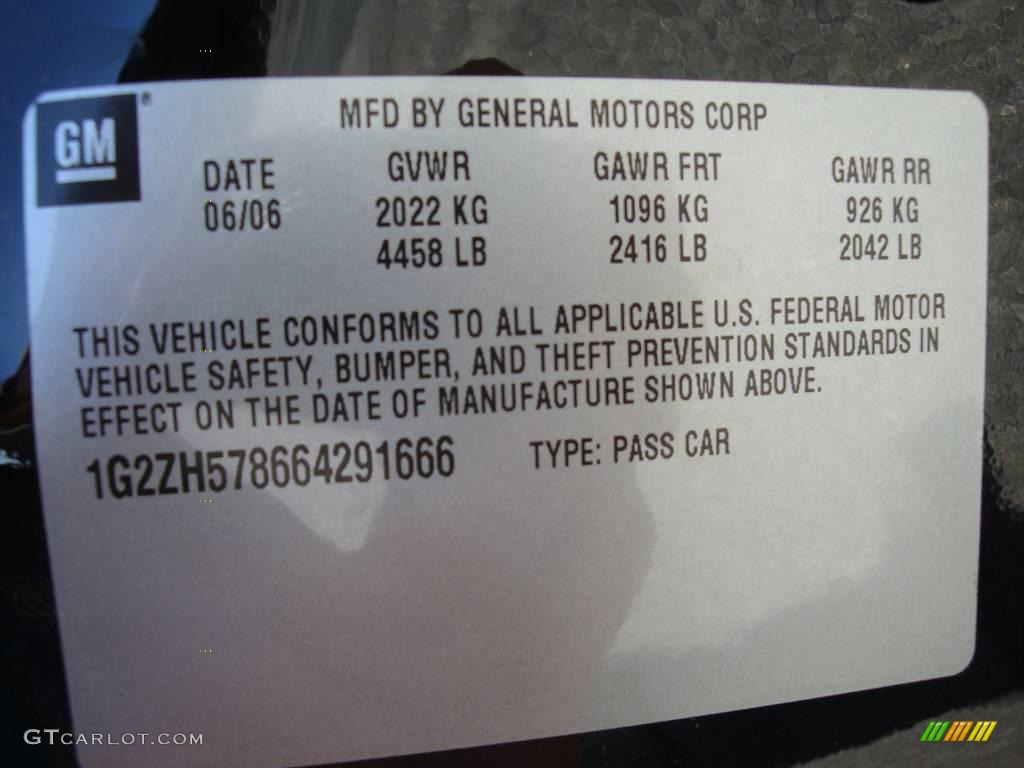 GM ®
MFD BY GENERAL MOTORS CORP
DATE GVWR GAWR FRT GAWR RR
06/06 2022 KG 1096 KG 926 KG
4458 LB 2416 LB 2042 LB
THIS VEHICLE CONFORMS TO ALL APPLICABLE U.S. FEDERAL MOTOR
VEHICLE SAFETY, BUMPER, AND THEFT PREVENTION STANDARDS IN
EFFECT ON THE DATE OF MANUFACTURE SHOWN ABOVE.
1G2ZH578664291666 TYPE: PASS CAR
GTCARLOT.COM